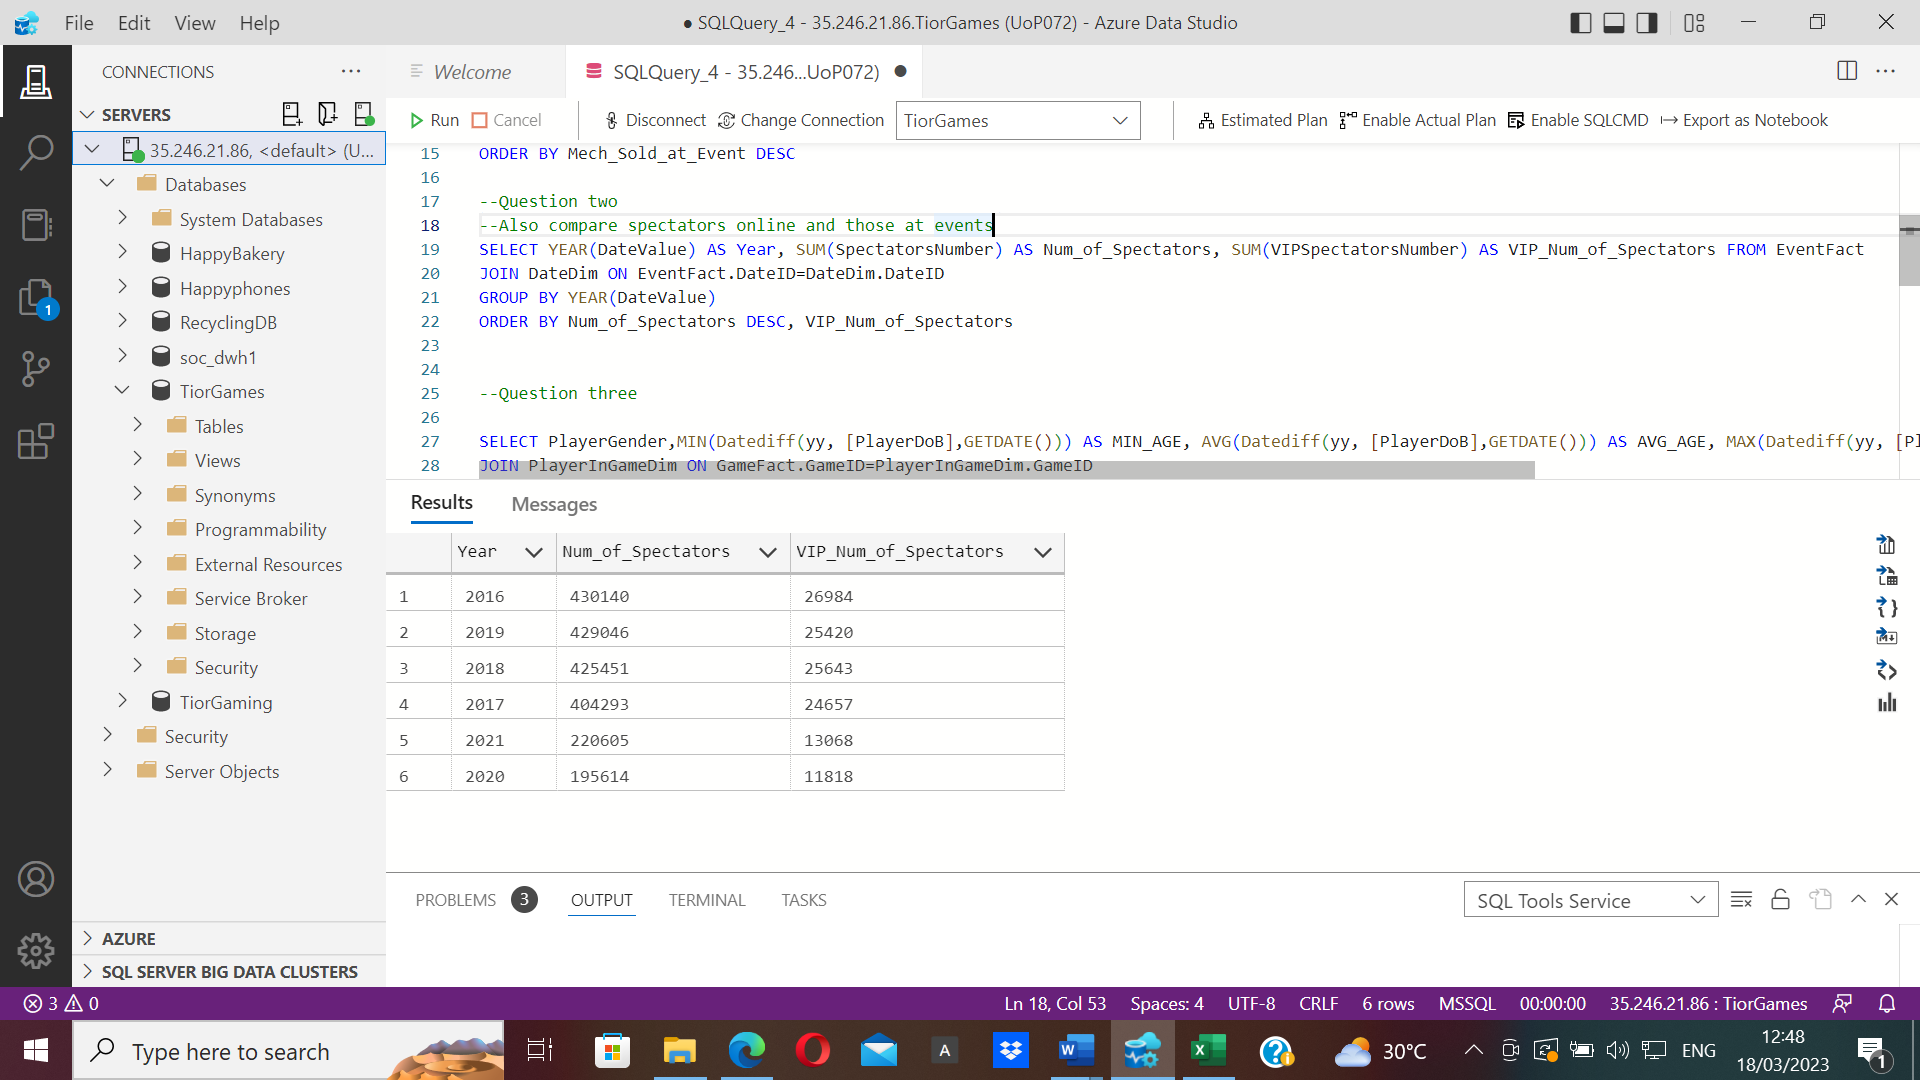 File Edit View Help
● SQLQuery_4 - 35.246.21.86.TiorGames (UoP072) - Azure Data Studio
CONNECTIONS
Welcome
SQLQuery_4 - 35.246...UoP072)
SERVERS
Run Cancel Disconnect Change Connection TiorGames Estimated Plan Enable Actual Plan Enable SQLCMD Export as Notebook
35.246.21.86, <default> (U...
Databases
System Databases
HappyBakery
Happyphones
RecyclingDB
soc_dwh1
TiorGames
Tables
Views
Synonyms
Programmability
External Resources
Service Broker
Storage
Security
TiorGaming
Security
Server Objects
AZURE
SQL SERVER BIG DATA CLUSTERS
1
15 ORDER BY Mech_Sold_at_Event DESC
16
17 --Question two
18 --Also compare spectators online and those at events
19 SELECT YEAR(DateValue) AS Year, SUM(SpectatorsNumber) AS Num_of_Spectators, SUM(VIPSpectatorsNumber) AS VIP_Num_of_Spectators FROM EventFact
20 JOIN DateDim ON EventFact.DateID=DateDim.DateID
21 GROUP BY YEAR(DateValue)
22 ORDER BY Num_of_Spectators DESC, VIP_Num_of_Spectators
23
24
25 --Question three
26
27 SELECT PlayerGender,MIN(Datediff(yy, [PlayerDoB],GETDATE())) AS MIN_AGE, AVG(Datediff(yy, [PlayerDoB],GETDATE())) AS AVG_AGE, MAX(Datediff(yy, [Pl
28 JOIN PlayerInGameDim ON GameFact.GameID=PlayerInGameDim.GameID
Results Messages
Year Num_of_Spectators VIP_Num_of_Spectators
1 2016 430140 26984
2 2019 429046 25420
3 2018 425451 25643
4 2017 404293 24657
5 2021 220605 13068
6 2020 195614 11818
PROBLEMS 3 OUTPUT TERMINAL TASKS SQL Tools Service
3 0 Ln 18, Col 53 Spaces: 4 UTF-8 CRLF 6 rows MSSQL 00:00:00 35.246.21.86 : TiorGames
Type here to search
A
30°C ENG
12:48
18/03/2023
1